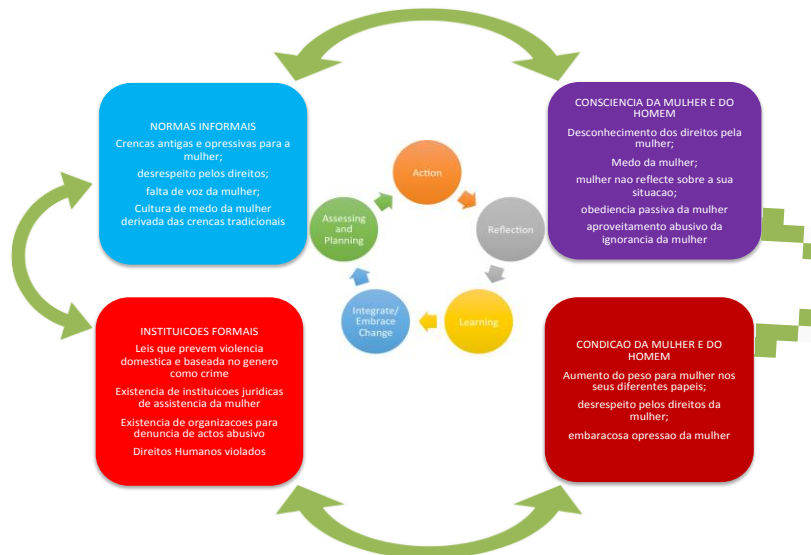 NORMAS INFORMAIS
Crencas antigas e opressivas para a
mulher;
desrespeito pelos direitos;
falta de voz da mulher;
Cultura de medo da mulher
derivada das crencas tradicionais
CONSCIENCIA DA MULHER E DO
HOMEM
Desconhecimento dos direitos pela
mulher;
Medo da mulher;
mulher nao reflecte sobre a sua
situacao;
obediencia passiva da mulher
aproveitamento abusivo da
ignorancia da mulher
Action
Reflection
Learning
Integrate/
Embrace
Change
Assessing
and
Planning
INSTITUICOES FORMAIS
Leis que prevem violencia
domestica e baseada no genero
como crime
Existencia de instituicoes juridicas
de assistencia da mulher
Existencia de organizacoes para
denuncia de actos abusivo
Direitos Humanos violados
CONDICAO DA MULHER E DO
HOMEM
Aumento do peso para mulher nos
seus diferentes papeis;
desrespeito pelos direitos da
mulher;
embaracosa opressao da mulher